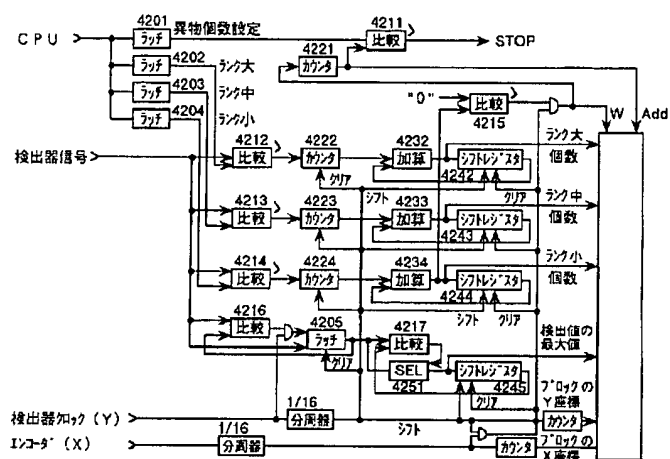 4201
異物個数設定
4211
CPU
ラッチ
比較
STOP
4202
4221
ラッチ
ランク大
カウンタ
4203
"0"
ラッチ
ランク中
比較
4204
4215
W
Add
ラッチ
ランク小
4212
4222
4232
ランク大
検出器信号
比較
カウンタ
加算
シフトレジスタ
個数
クリア
4242
シフト
クリア
4213
4223
4233
ランク中
比較
カウンタ
加算
シフトレジスタ
個数
4243
4214
4224
4234
ランク小
比較
カウンタ
加算
シフトレジスタ
個数
4244
4216
シフト
クリア
比較
4205
4217
検出値の
ラッチ
比較
最大値
クリア
SEL
シフトレジスタ
4251
4245
クリア
ブロックの
Y座標
検出器クロック(Y)
1/16
分周器
シフト
カウンタ
エンコーダ(X)
1/16
分周器
カウンタ
ブロックの
X座標